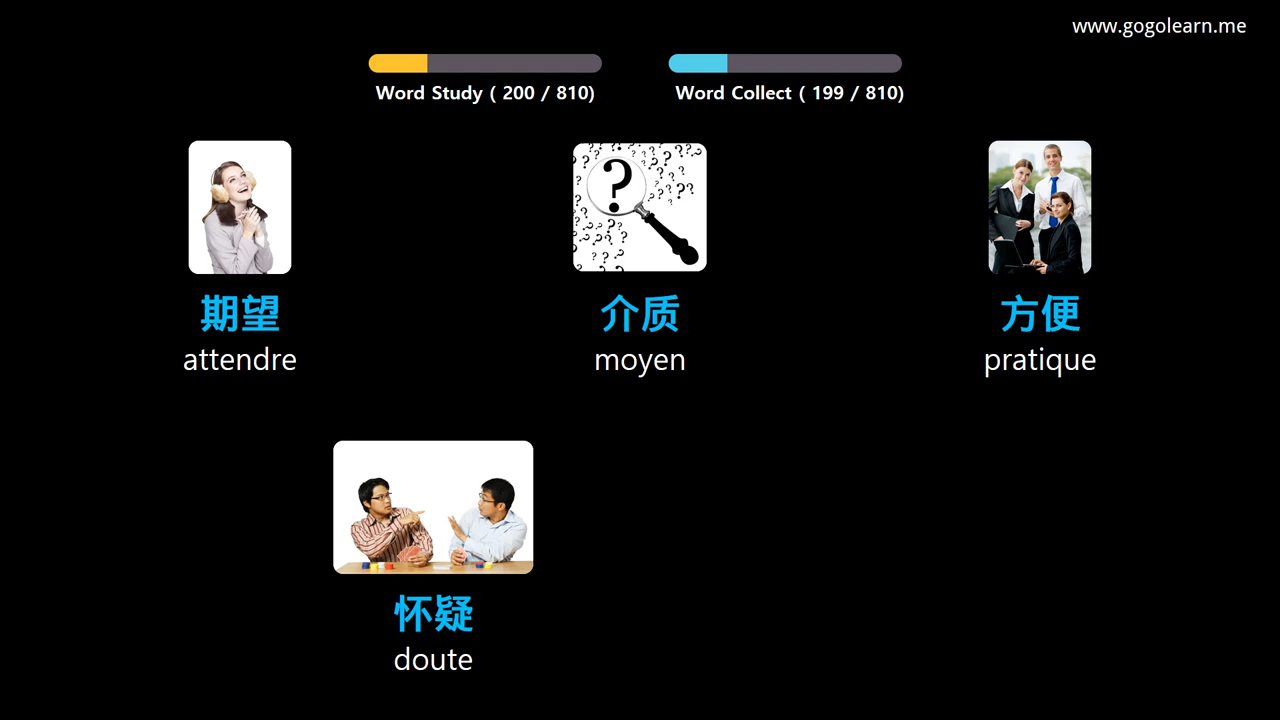 www.gogolearn.me
Word Study ( 200 / 810)
Word Collect ( 199 / 810)
期望
attendre
介质
moyen
方便
pratique
怀疑
doute